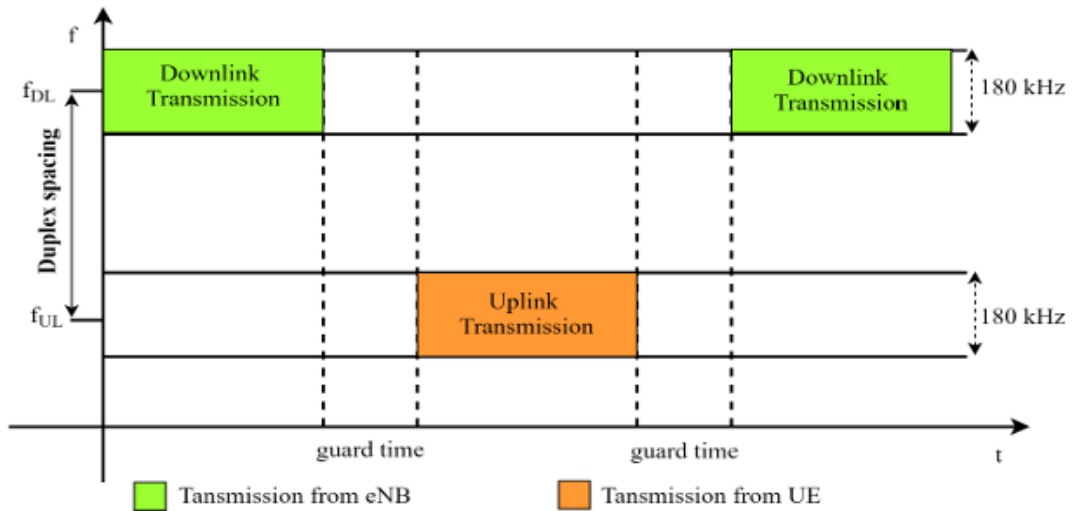 f
Downlink
Transmission
Downlink
Transmission
f_DL
180 kHz
Duplex spacing
Uplink
Transmission
f_UL
180 kHz
guard time
guard time
t
Tansmission from eNB
Tansmission from UE